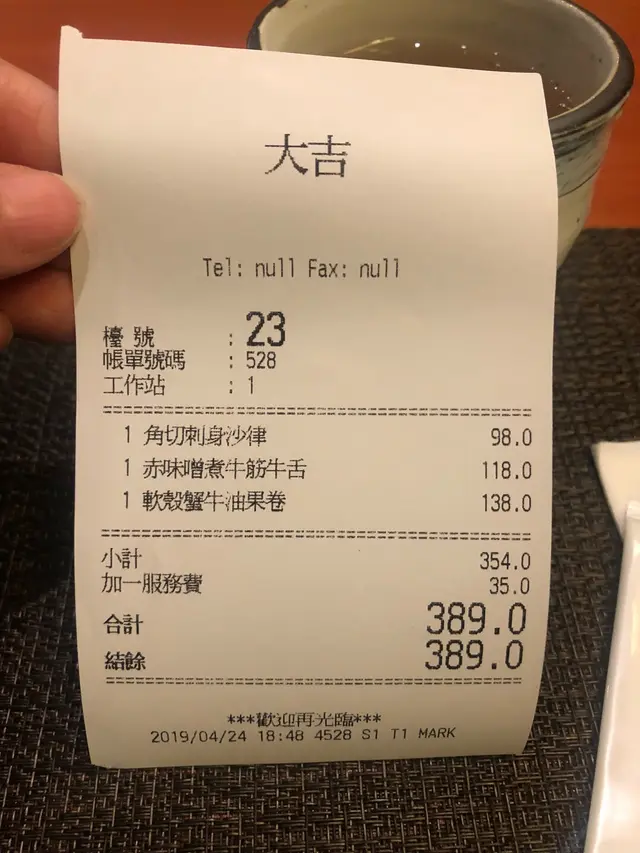 大吉
Tel: null Fax: null
檯 號 : 23
帳單號碼 : 528
工作站 : 1
1 角切刺身沙律 98.0
1 赤味噌煮牛筋牛舌 118.0
1 軟殼蟹牛油果卷 138.0
小計 354.0
加一服務費 35.0
合計 389.0
結餘 389.0
***歡迎再光臨***
2019/04/24 18:48 4528 S1 T1 MARK